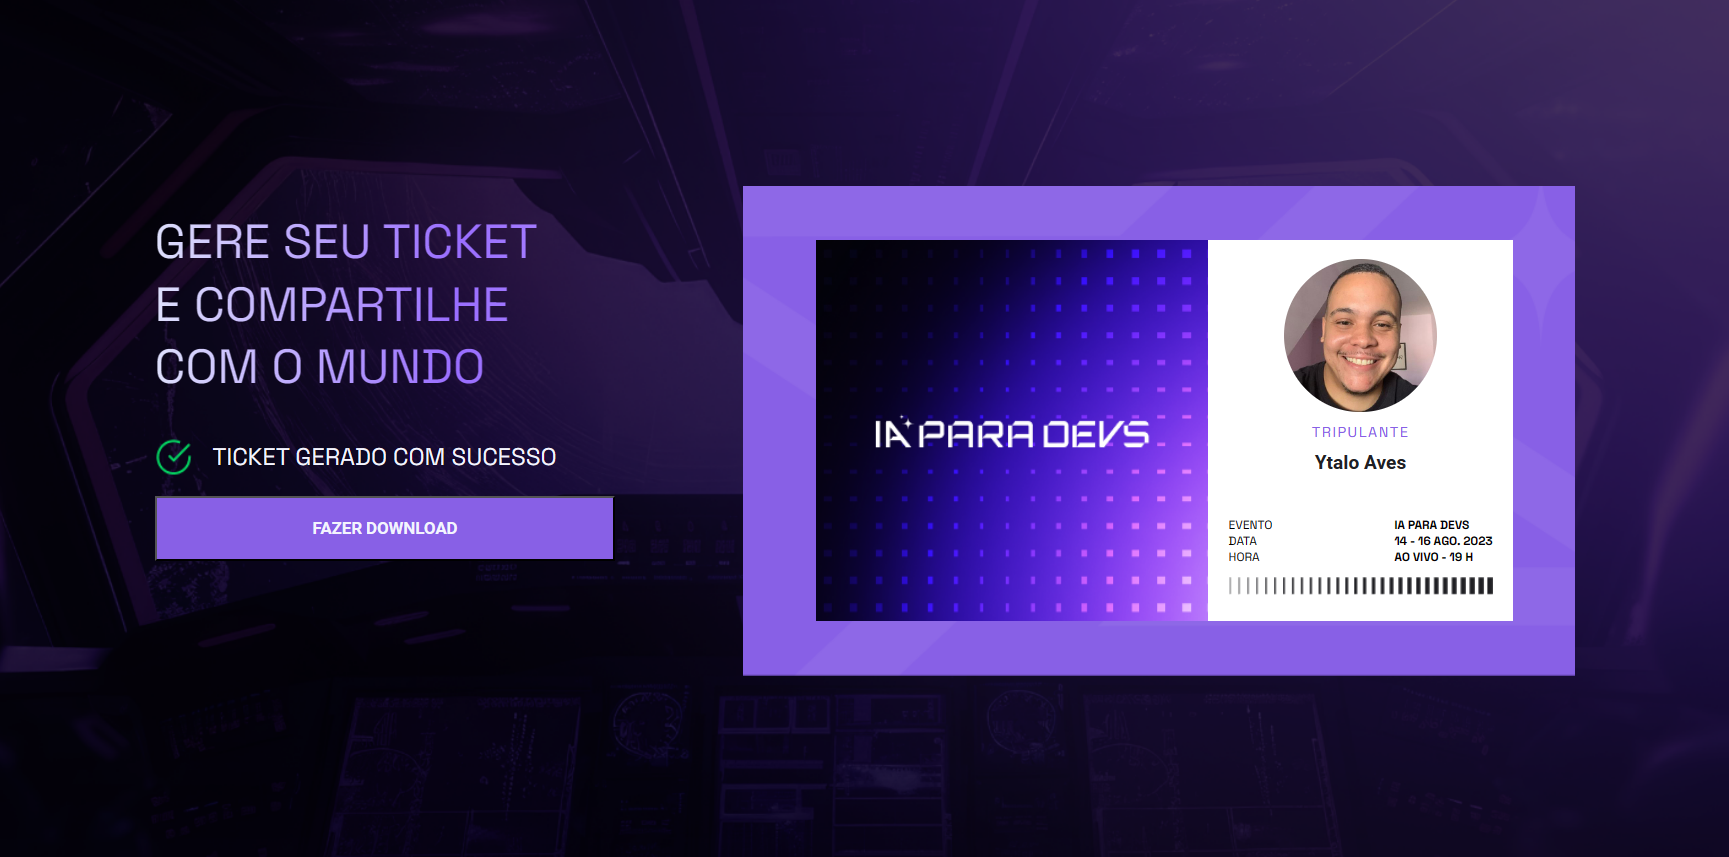 GERE SEU TICKET
E COMPARTILHE
COM O MUNDO
TICKET GERADO COM SUCESSO
FAZER DOWNLOAD
IA PARA DEVS
TRIPULANTE
Ytalo Aves
EVENTO IA PARA DEVS
DATA 14 - 16 AGO. 2023
HORA AO VIVO - 19 H